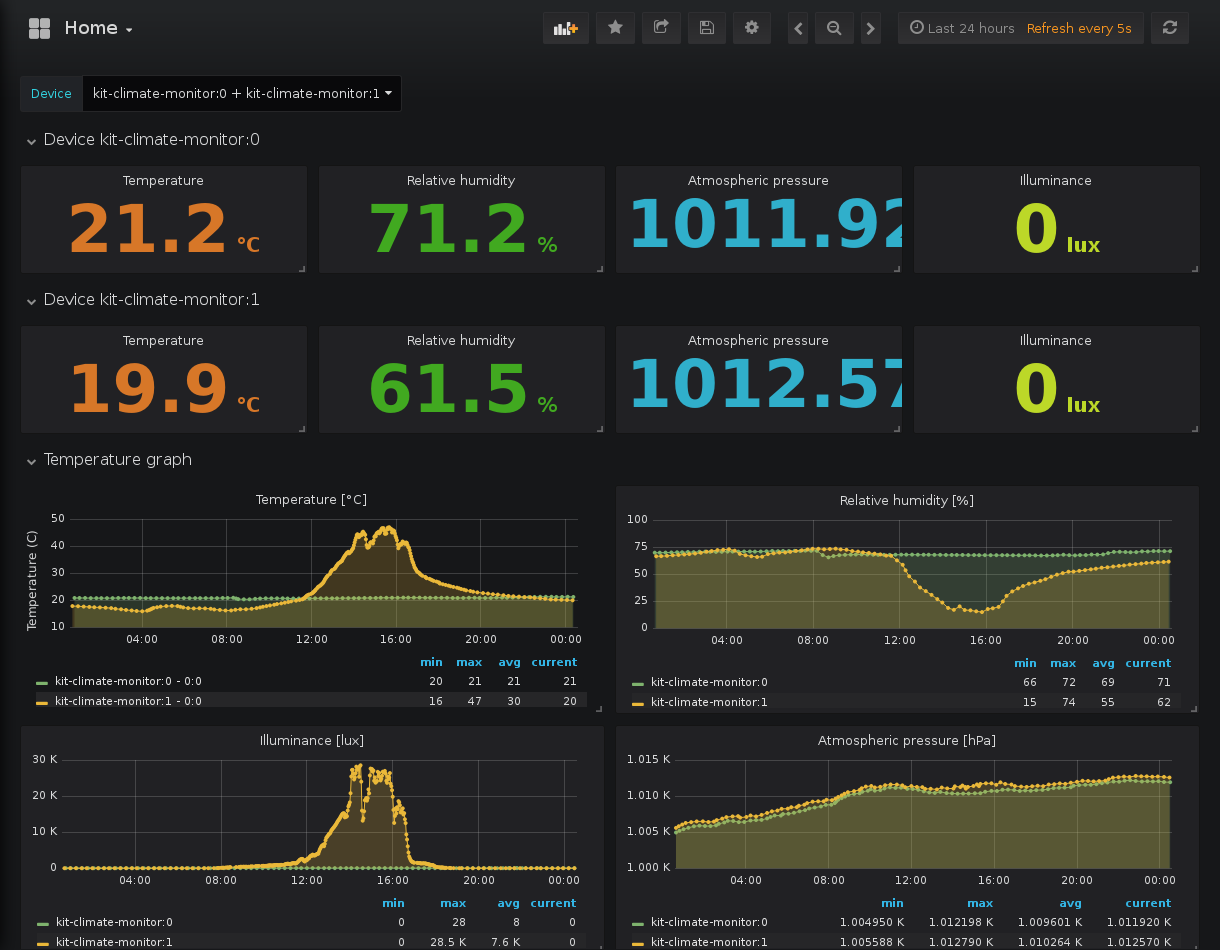 Home
Last 24 hours Refresh every 5s
Device kit-climate-monitor:0 + kit-climate-monitor:1
Device kit-climate-monitor:0
Temperature Relative humidity Atmospheric pressure Illuminance
21.2 °C 71.2 % 1011.92 0 lux
Device kit-climate-monitor:1
Temperature Relative humidity Atmospheric pressure Illuminance
19.9 °C 61.5 % 1012.57 0 lux
Temperature graph
Temperature [°C]
Temperature (C)
50
40
30
20
10
04:00 08:00 12:00 16:00 20:00 00:00
min max avg current
kit-climate-monitor:0 - 0:0 20 21 21 21
kit-climate-monitor:1 - 0:0 16 47 30 20
Relative humidity [%]
100
75
50
25
0
04:00 08:00 12:00 16:00 20:00 00:00
min max avg current
kit-climate-monitor:0 66 72 69 71
kit-climate-monitor:1 15 74 55 62
Illuminance [lux]
30 K
20 K
10 K
0
04:00 08:00 12:00 16:00 20:00 00:00
min max avg current
kit-climate-monitor:0 0 28 8 0
kit-climate-monitor:1 0 28.5 K 7.6 K 0
Atmospheric pressure [hPa]
1.015 K
1.010 K
1.005 K
1.000 K
04:00 08:00 12:00 16:00 20:00 00:00
min max avg current
kit-climate-monitor:0 1.004950 K 1.012198 K 1.009601 K 1.011920 K
kit-climate-monitor:1 1.005588 K 1.012790 K 1.010264 K 1.012570 K